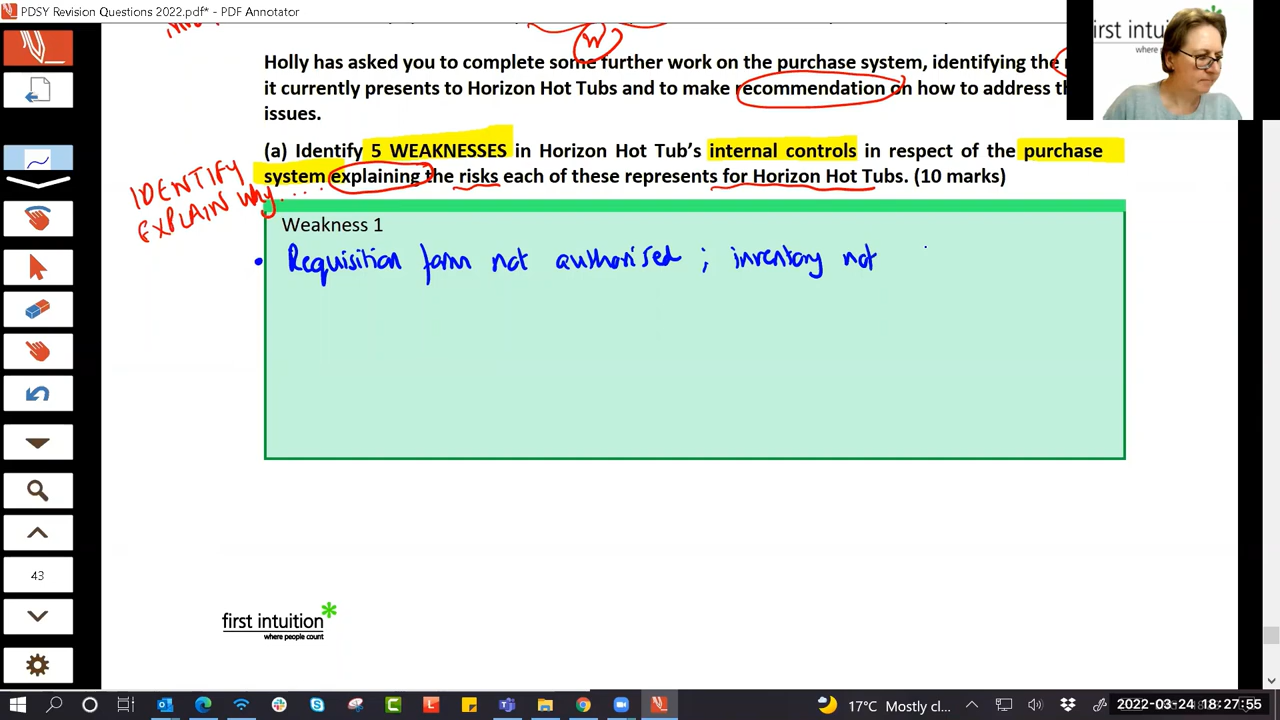 PDSY Revision Questions 2022.pdf* - PDF Annotator
first intuition
where
Holly has asked you to complete some further work on the purchase system, identifying the
it currently presents to Horizon Hot Tubs and to make recommendation on how to address
issues.
(a) Identify 5 WEAKNESSES in Horizon Hot Tub's internal controls in respect of the purchase
system explaining the risks each of these represents for Horizon Hot Tubs. (10 marks)
IDENTIFY
EXPLAIN why....
Weakness 1
• Requisition form not authorised ; inventory not
43
first intuition*
where people count
17°C Mostly cl...
2022-03-24 18:27:55